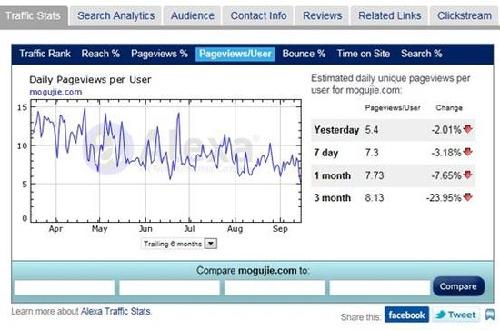 Traffic Stats Search Analytics Audience Contact Info Reviews Related Links Clickstream
Traffic Rank Reach % Pageviews % Pageviews/User Bounce % Time on Site Search %
Daily Pageviews per User
mogujie.com
Estimated daily unique pageviews per
user for mogujie.com:
Pageviews/User Change
Yesterday 5.4 -2.01%
7 day 7.3 -3.18%
1 month 7.73 -7.65%
3 month 8.13 -23.95%
15
10
5
0
Alexa
Apr May Jun Jul Aug Sep
Trailing 6 months
Compare mogujie.com to:
Compare
Learn more about Alexa Traffic Stats.
Share this: facebook Tweet